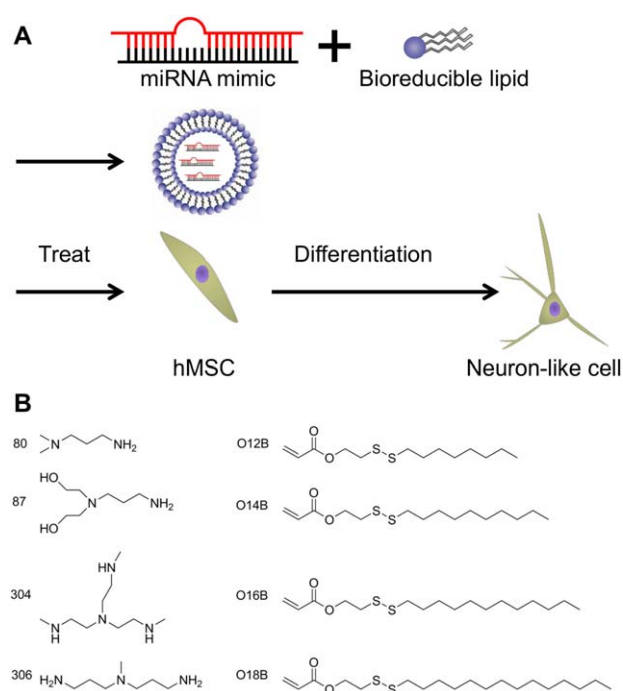 A
+
miRNA mimic
Bioreducible lipid
Treat
Differentiation
hMSC
Neuron-like cell
B
80
N
NH2
O12B
O
O
S
S
87
HO
N
NH2
HO
O14B
O
O
S
S
304
HN
N
N
H
N
H
O16B
O
O
S
S
306
H2N
N
NH2
O18B
O
O
S
S